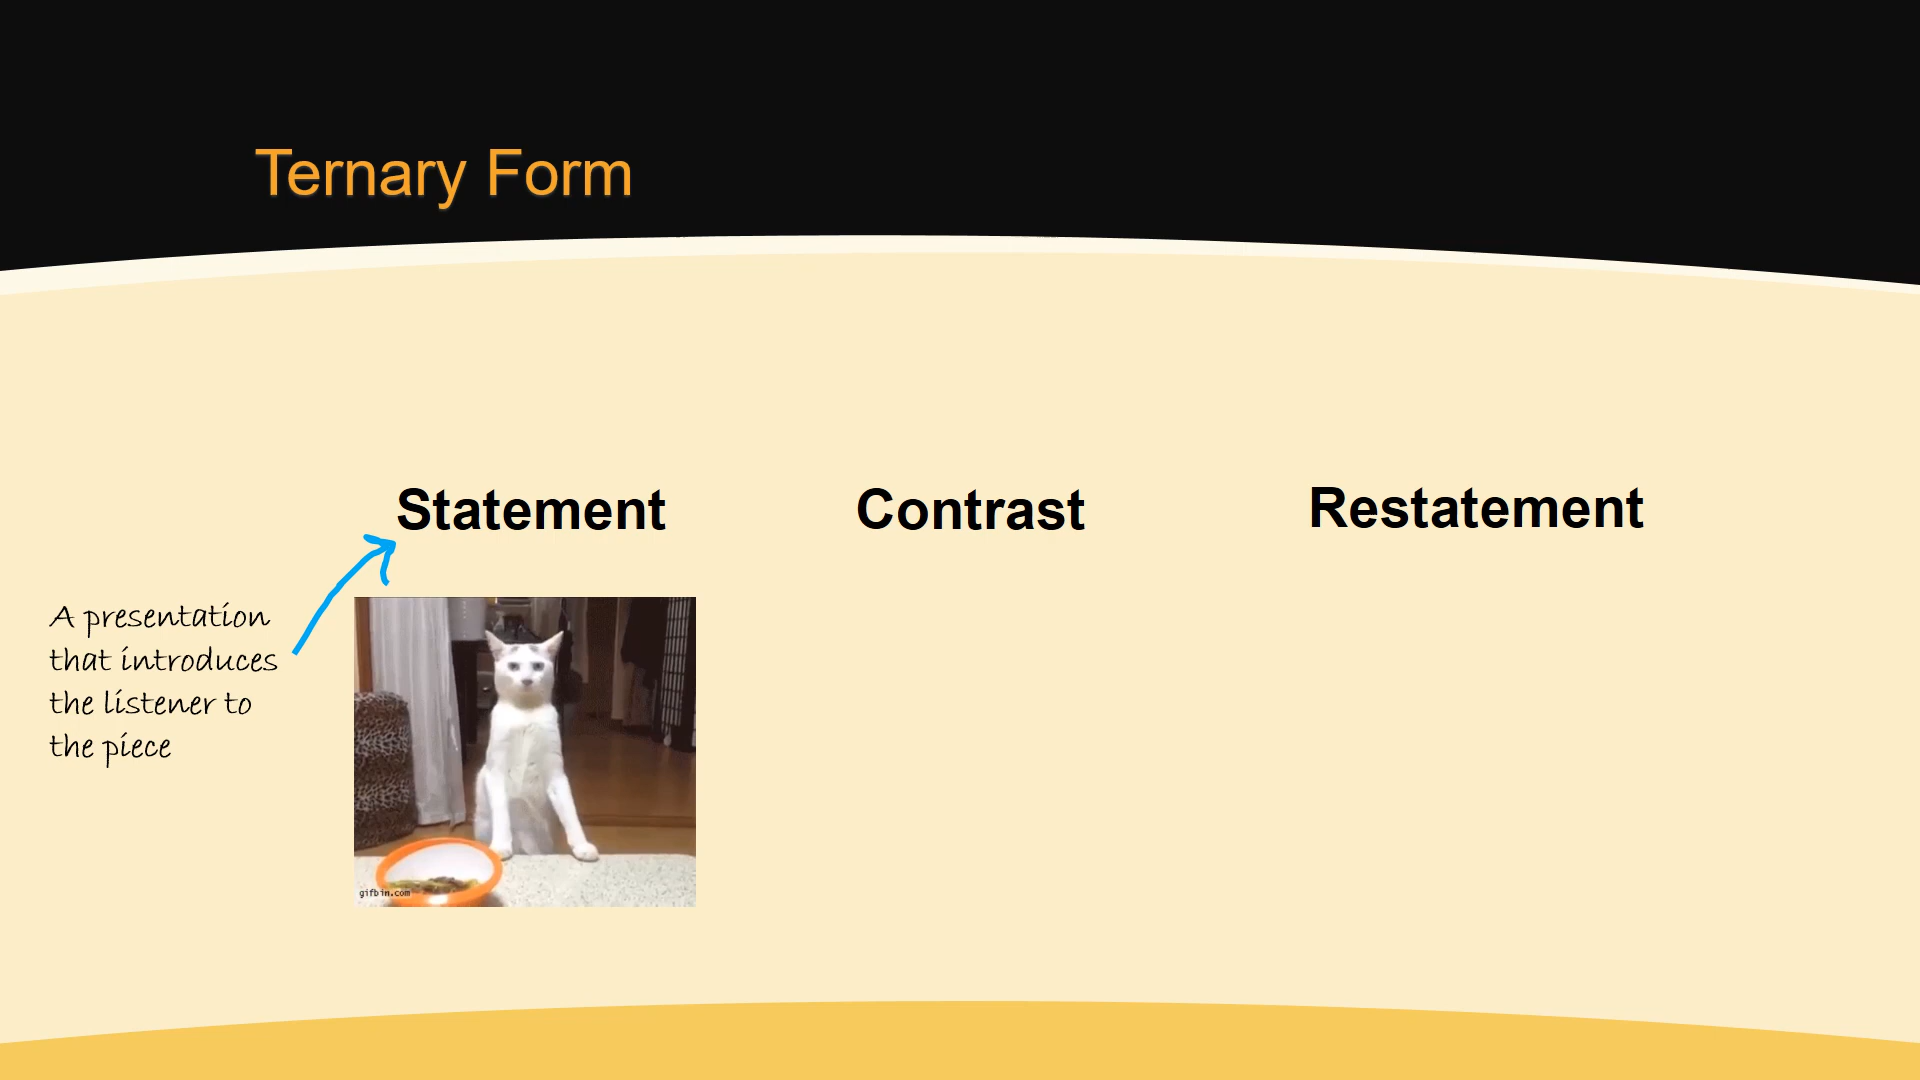 Ternary Form
Statement
Contrast
Restatement
A presentation
that introduces
the listener to
the piece
gifbin.com